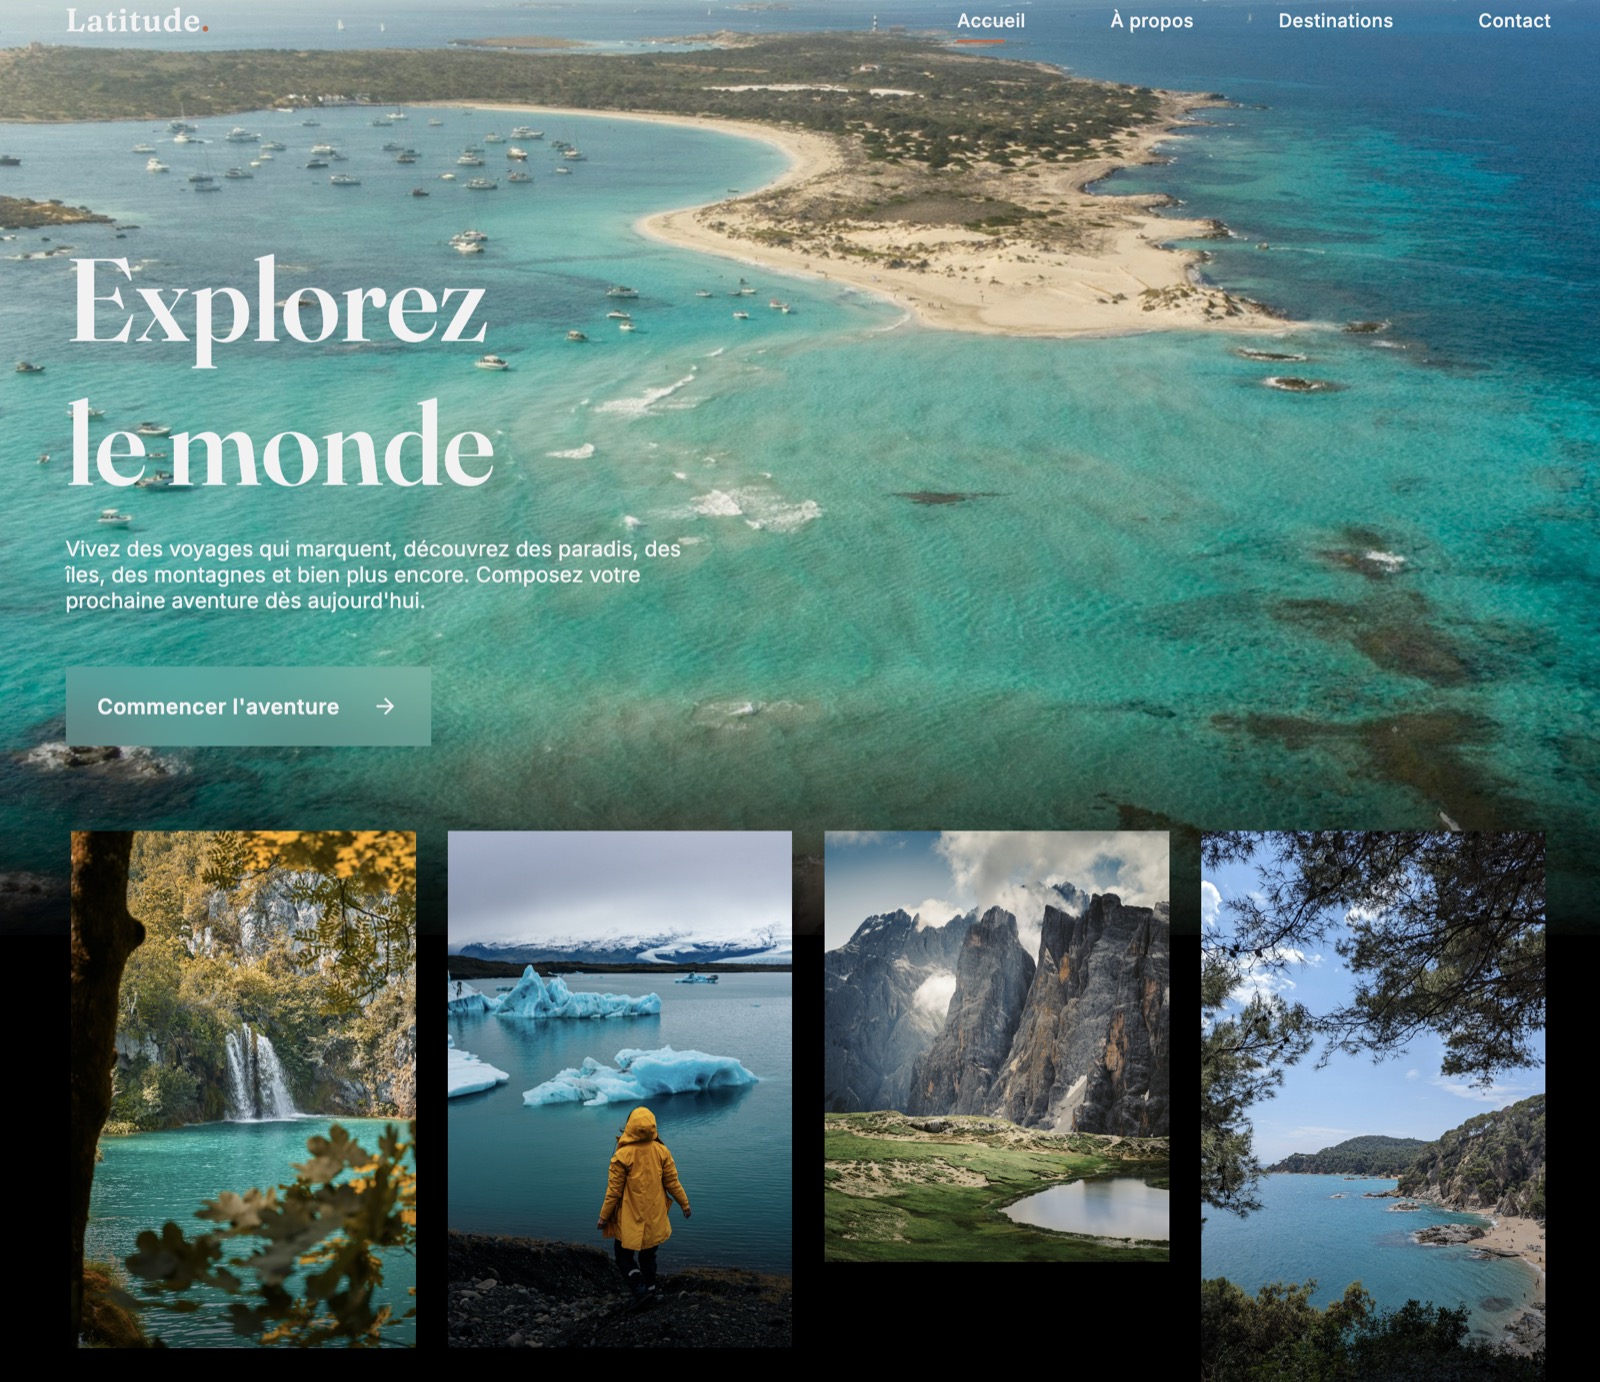 Latitude.
Accueil
À propos
Destinations
Contact
Explorez
le monde
Vivez des voyages qui marquent, découvrez des paradis, des
îles, des montagnes et bien plus encore. Composez votre
prochaine aventure dès aujourd'hui.
Commencer l'aventure →